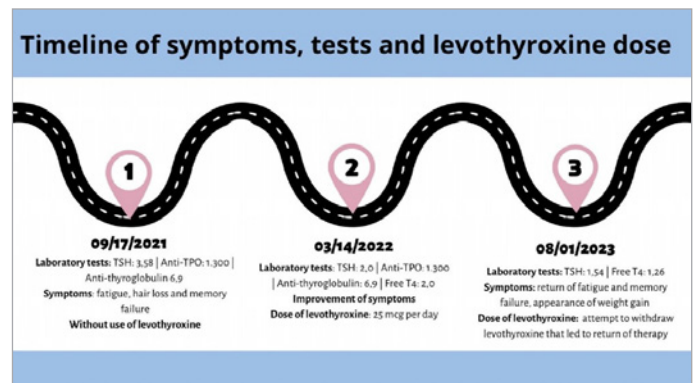 Timeline of symptoms, tests and levothyroxine dose
1
09/17/2021
Laboratory tests: TSH: 3,58 | Anti-TPO: 1.300 |
Anti-thyroglobulin 6,9
Symptoms: fatigue, hair loss and memory
failure
Without use of levothyroxine
2
03/14/2022
Laboratory tests: TSH: 2,0 | Anti-TPO: 1.300
| Anti-thyroglobulin: 6,9 | Free T4: 2,0
Improvement of symptoms
Dose of levothyroxine: 25 mcg per day
3
08/01/2023
Laboratory tests: TSH: 1,54 | Free T4: 1,26
Symptoms: return of fatigue and memory
failure, appearance of weight gain
Dose of levothyroxine: attempt to withdraw
levothyroxine that led to return of therapy